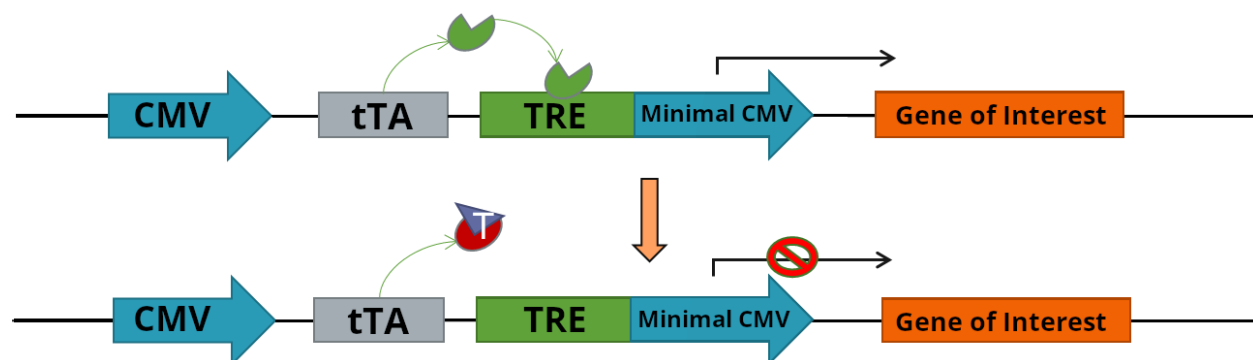 CMV
tTA
TRE
Minimal CMV
Gene of Interest
T
CMV
tTA
TRE
Minimal CMV
Gene of Interest